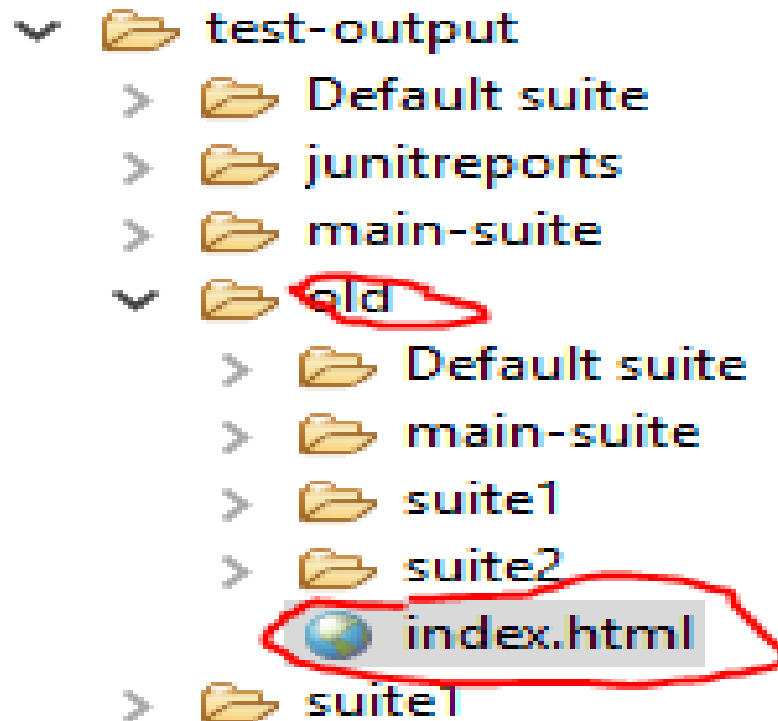 test-output
Default suite
junitreports
main-suite
old
Default suite
main-suite
suite1
suite2
index.html
suite1